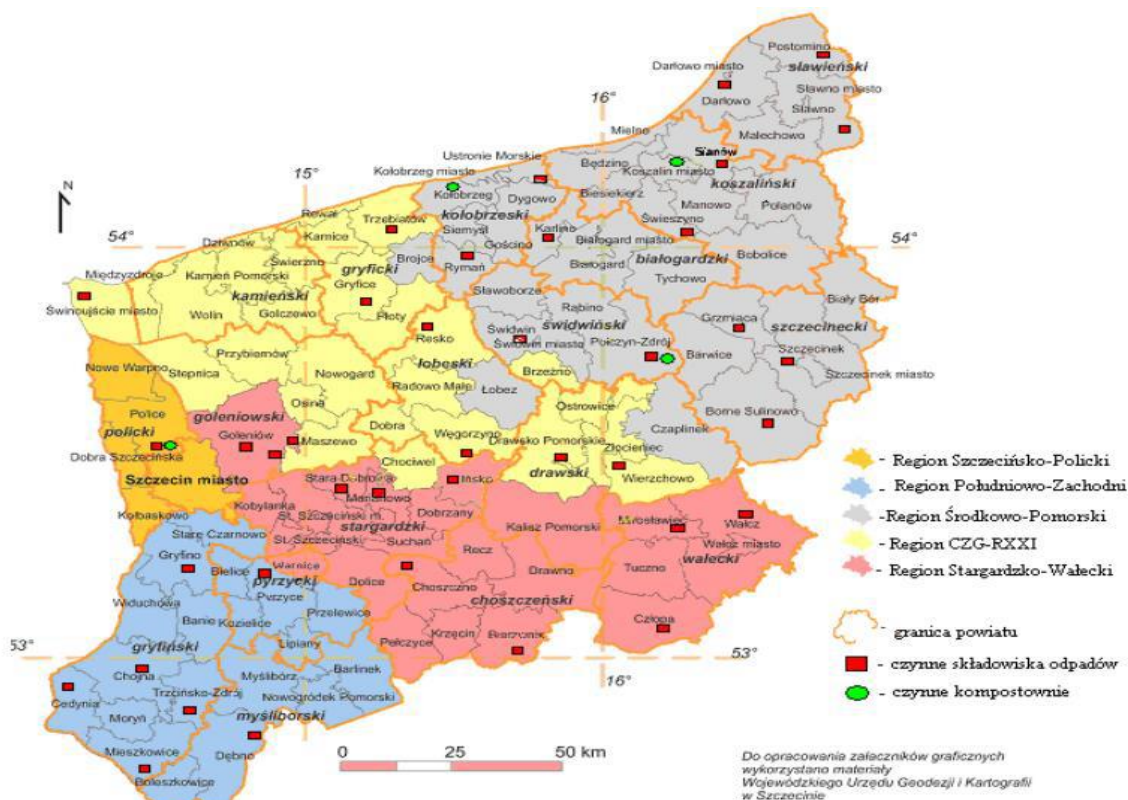 Postomino
sławieński
Darłowo miasto
Sławno miasto
Darłowo
Sławno
16°
Mielno
Malechowo
Sianów
Ustronie Morskie
Będzino
Koszalin miasto
Kołobrzeg miasto
koszaliński
15°
N
Kołobrzeg
Dygowo
Biesiekierz
Manowo
Polanów
kołobrzeski
Rewal
Trzebiatów
Siemyśl
Karlino
Świeszyno
54°
Karnice
Gościno
Białogard miasto
54°
Dziwnów
Świerzno
Brojce
Rymań
Białogard
białogardzki
Bobolice
Międzyzdroje
Kamień Pomorski
gryficki
Tychowo
Gryfice
Sławoborze
Biały Bór
kamieński
Rąbino
Świnoujście miasto
Wolin
Golczewo
Płoty
świdwiński
Grzmiąca
szczecinecki
Resko
Świdwin
Świdwin miasto
Połczyn-Zdrój
Barwice
Szczecinek
Nowe Warpno
Przybiernów
łobeski
Brzeżno
Szczecinek miasto
Stepnica
Nowogard
Radowo Małe
Łobez
Police
Osina
Ostrowice
Borne Sulinowo
goleniowski
Dobra
Węgorzyno
Czaplinek
policki
Goleniów
Maszewo
Drawsko Pomorskie
Złocieniec
Dobra Szczecińska
Chociwel
drawski
- Region Szczecińsko-Policki
Szczecin miasto
Stara Dąbrowa
Ińsko
Wierzchowo
- Region Południowo-Zachodni
Kobylanka
Marianowo
Dobrzany
Kołbaskowo
St. Szczeciński m.
Kalisz Pomorski
Mirosławiec
Wałcz
- Region Środkowo-Pomorski
stargardzki
Stare Czarnowo
St. Szczeciński
Suchań
Wałcz miasto
- Region CZG-RXXI
Gryfino
Warnice
Recz
wałecki
- Region Stargardzko-Wałecki
Bielice
pyrzycki
Dolice
Drawno
Tuczno
Widuchowa
Pyrzyce
Choszczno
Banie
Kozielice
Przelewice
choszczeński
Człopa
- granica powiatu
gryfiński
Lipiany
Pełczyce
Krzęcin
Bierzwnik
53°
Chojna
Myślibórz
Barlinek
53°
- czynne składowiska odpadów
Cedynia
Trzcińsko-Zdrój
Nowogródek Pomorski
16°
- czynne kompostownie
Moryń
myśliborski
Mieszkowice
Dębno
0 25 50 km
Boleszkowice
Do opracowania załączników graficznych
wykorzystano materiały
Wojewódzkiego Urzędu Geodezji i Kartografii
w Szczecinie